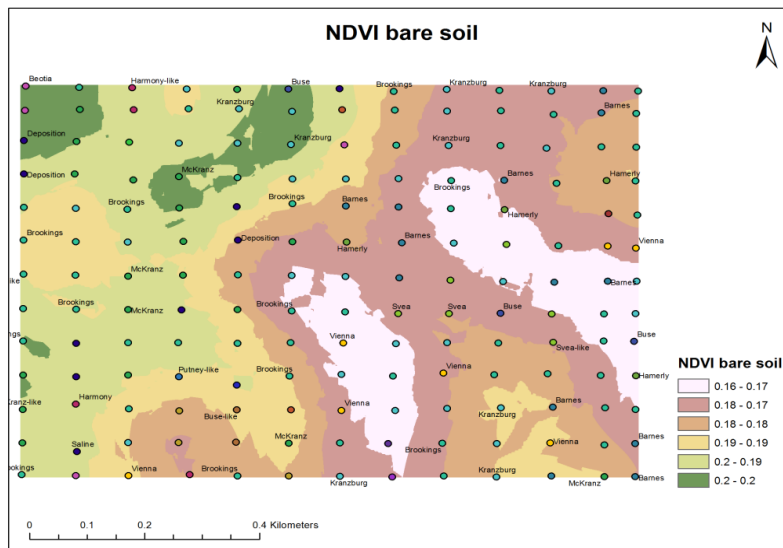 NDVI bare soil
N
Beotia
Harmony-like
Buse
Brookings
Kranzburg
Kranzburg
Kranzburg
Barnes
Deposition
Kranzburg
Kranzburg
Deposition
McKranz
Brookings
Barnes
Hamerly
Brookings
Brookings
Barnes
Hamerly
Brookings
Deposition
Hamerly
Barnes
Vienna
-like
McKranz
Barnes
Brookings
McKranz
Brookings
Svea
Svea
Buse
ngs
Vienna
Svea-like
Buse
Putney-like
Brookings
Vienna
Hamerly
Kranz-like
Harmony
Buse-like
Vienna
Kranzburg
Barnes
Saline
McKranz
Brookings
Vienna
Barnes
Brookings
Vienna
Brookings
Kranzburg
Kranzburg
McKranz
Barnes
NDVI bare soil
0.16 - 0.17
0.18 - 0.17
0.18 - 0.18
0.19 - 0.19
0.2 - 0.19
0.2 - 0.2
0 0.1 0.2 0.4 Kilometers